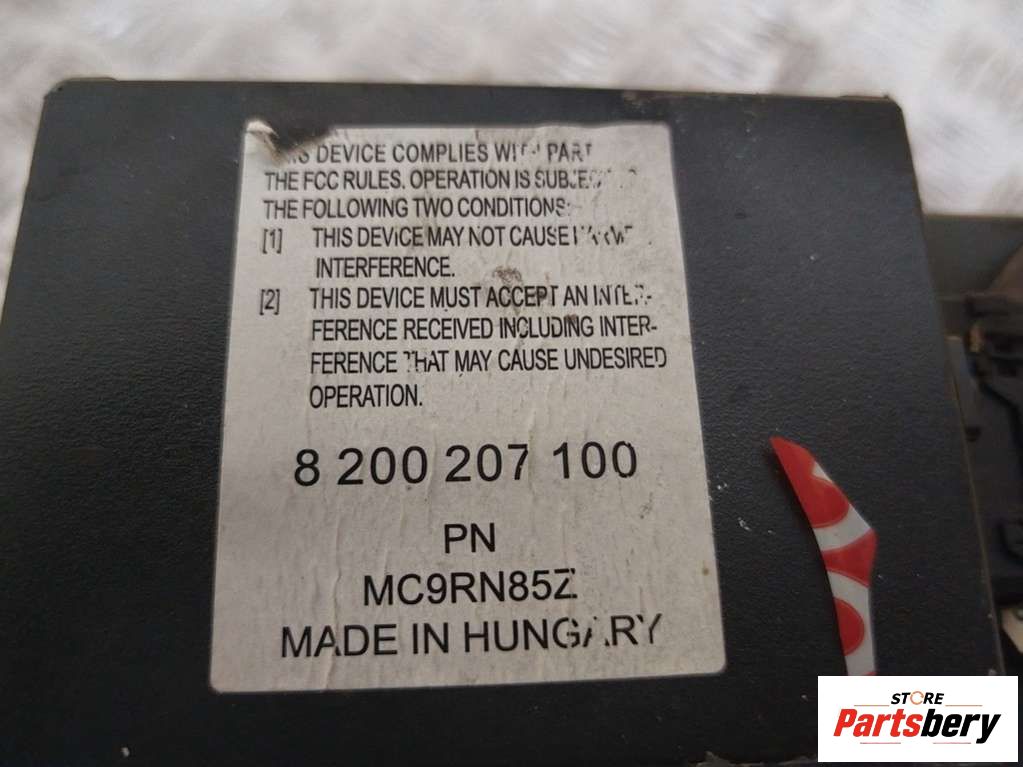 DEVICE COMPLIES WITH PART
THE FCC RULES. OPERATION IS
THE FOLLOWING TWO CONDITIONS:
[1] THIS DEVICE MAY NOT CAUSE
INTERFERENCE.
[2] THIS DEVICE MUST ACCEPT AN INTER-
FERENCE RECEIVED INCLUDING INTER-
FERENCE THAT MAY CAUSE UNDESIRED
OPERATION.
8 200 207 100
PN
MC9RN85Z
MADE IN HUNGARY
STORE
Partsbery